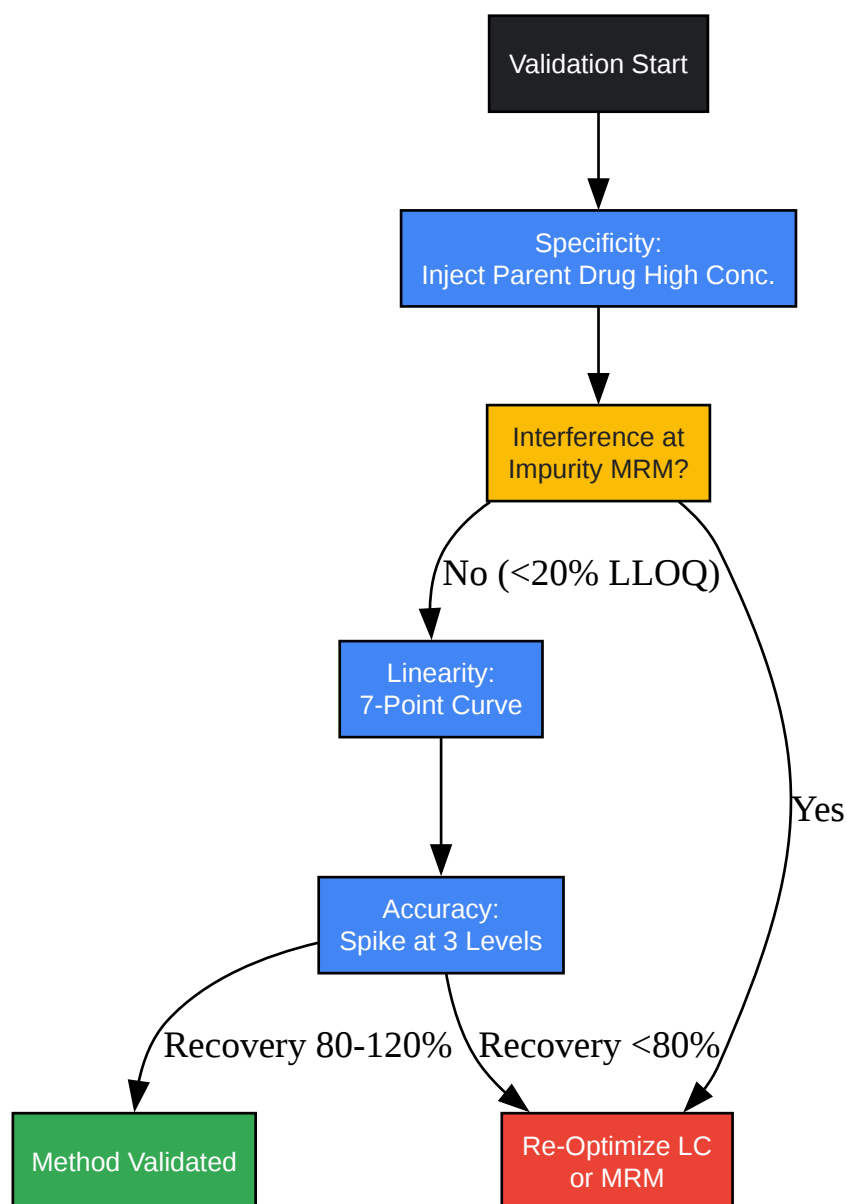 Validation Start
Specificity:
Inject Parent Drug High Conc.
Interference at
Impurity MRM?
No (<20% LLOQ)
Linearity:
7-Point Curve
Yes
Accuracy:
Spike at 3 Levels
Recovery 80-120%
Recovery <80%
Method Validated
Re-Optimize LC
or MRM